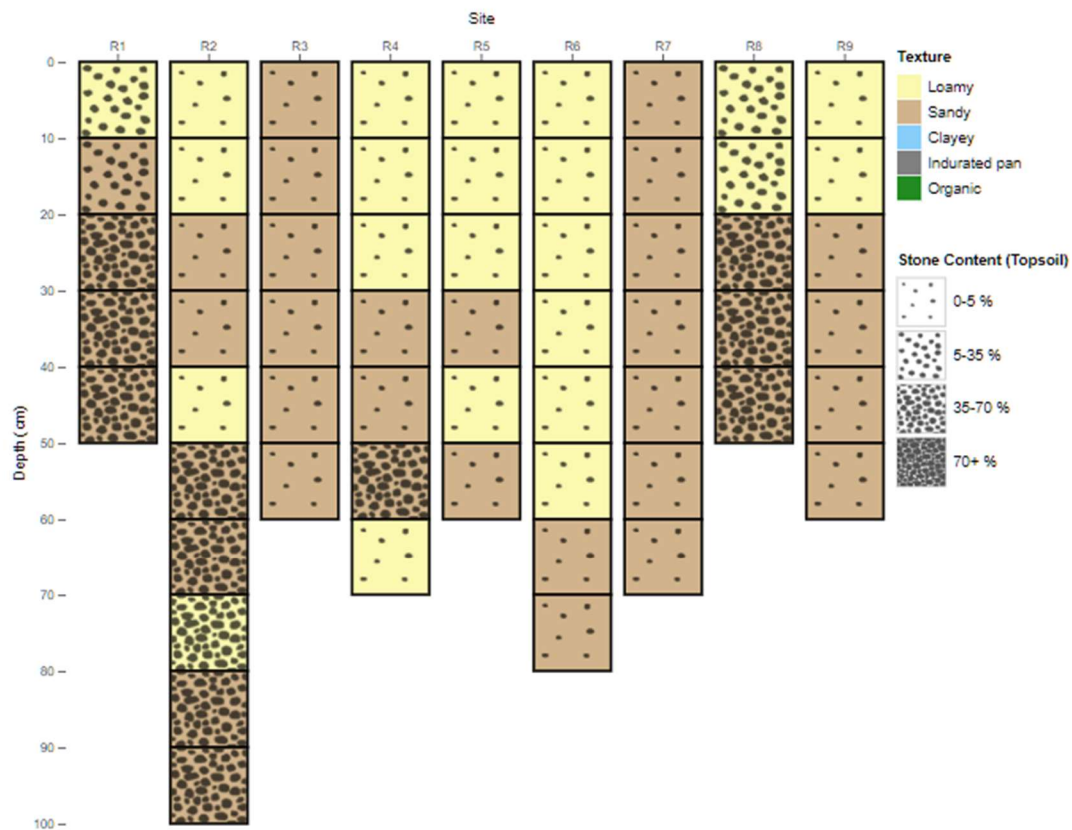 Site
R1 R2 R3 R4 R5 R6 R7 R8 R9
0
10
20
30
40
50
60
70
80
90
100
Depth (cm)
Texture
Loamy
Sandy
Clayey
Indurated pan
Organic
Stone Content (Topsoil)
0-5 %
5-35 %
35-70 %
70+ %